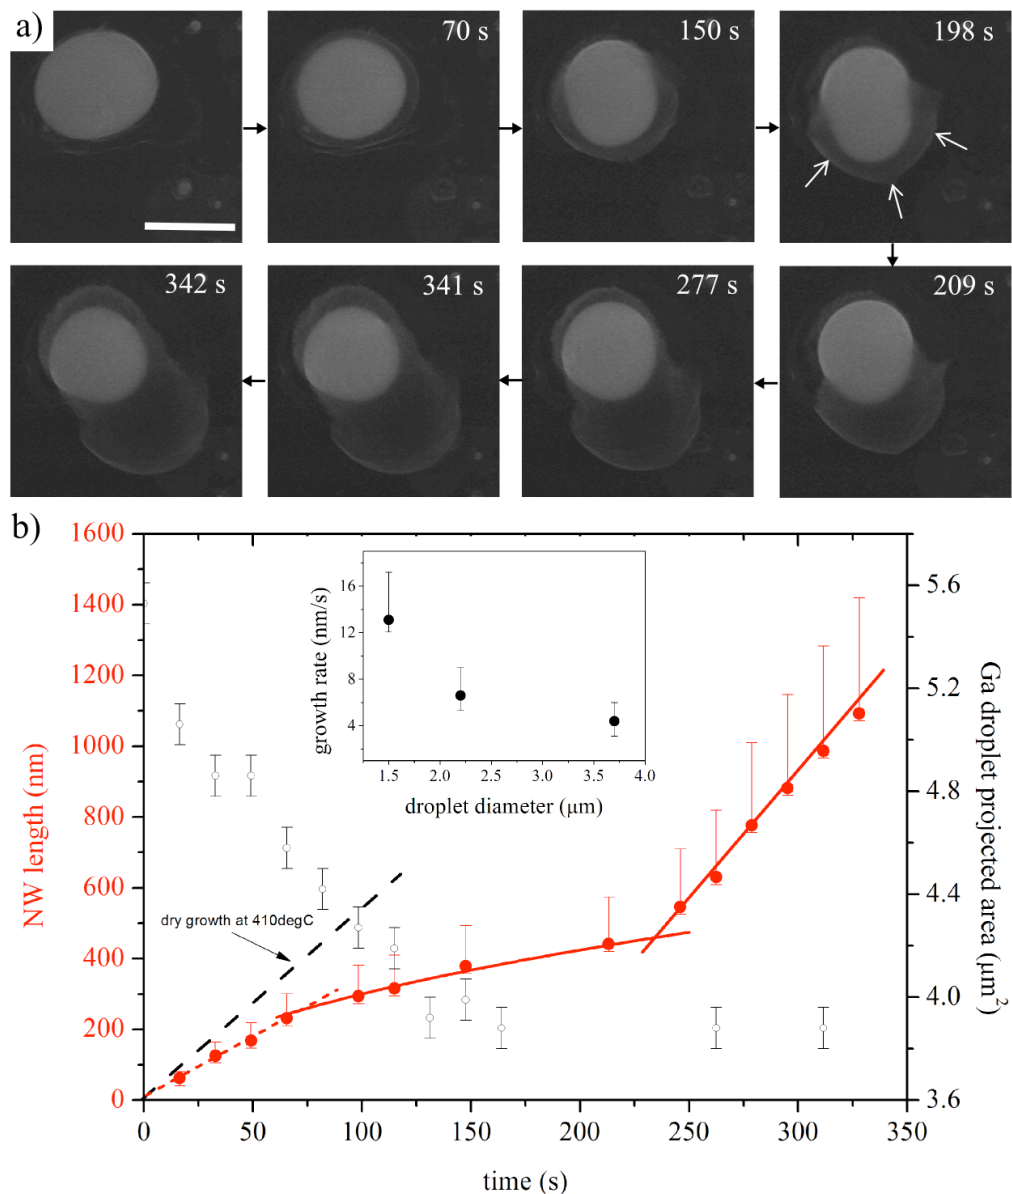 a)
70 s
150 s
198 s
342 s
341 s
277 s
209 s
b)
1600
1400
1200
1000
800
600
400
200
0
NW length (nm)
0
50
100
150
200
250
300
350
time (s)
5.6
5.2
4.8
4.4
4.0
3.6
Ga droplet projected area (μm²)
dry growth at 410degC
16
12
8
4
growth rate (nm/s)
1.5
2.0
2.5
3.0
3.5
4.0
droplet diameter (μm)